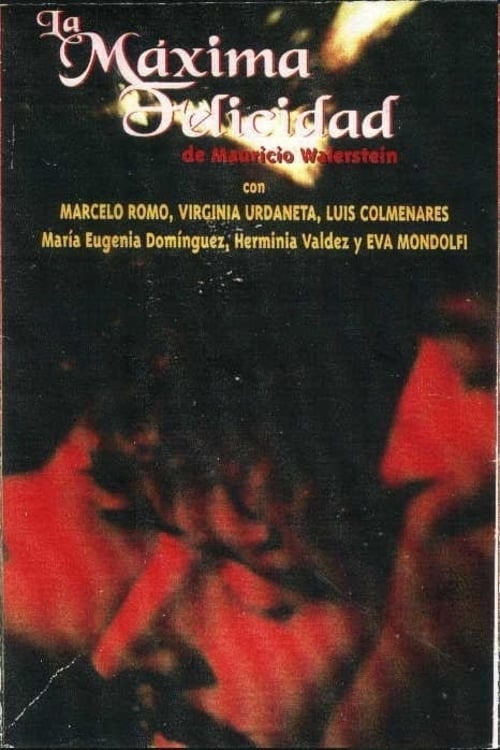 La
Máxima
Felicidad
de Mauricio Walerstein
con
MARCELO ROMO, VIRGINIA URDANETA, LUIS COLMENARES
María Eugenia Domínguez, Herminia Valdez y EVA MONDOLFI